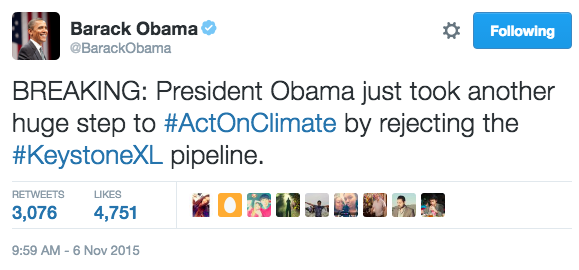 Barack Obama
@BarackObama
Following
BREAKING: President Obama just took another
huge step to #ActOnClimate by rejecting the
#KeystoneXL pipeline.
RETWEETS LIKES
3,076 4,751
9:59 AM - 6 Nov 2015